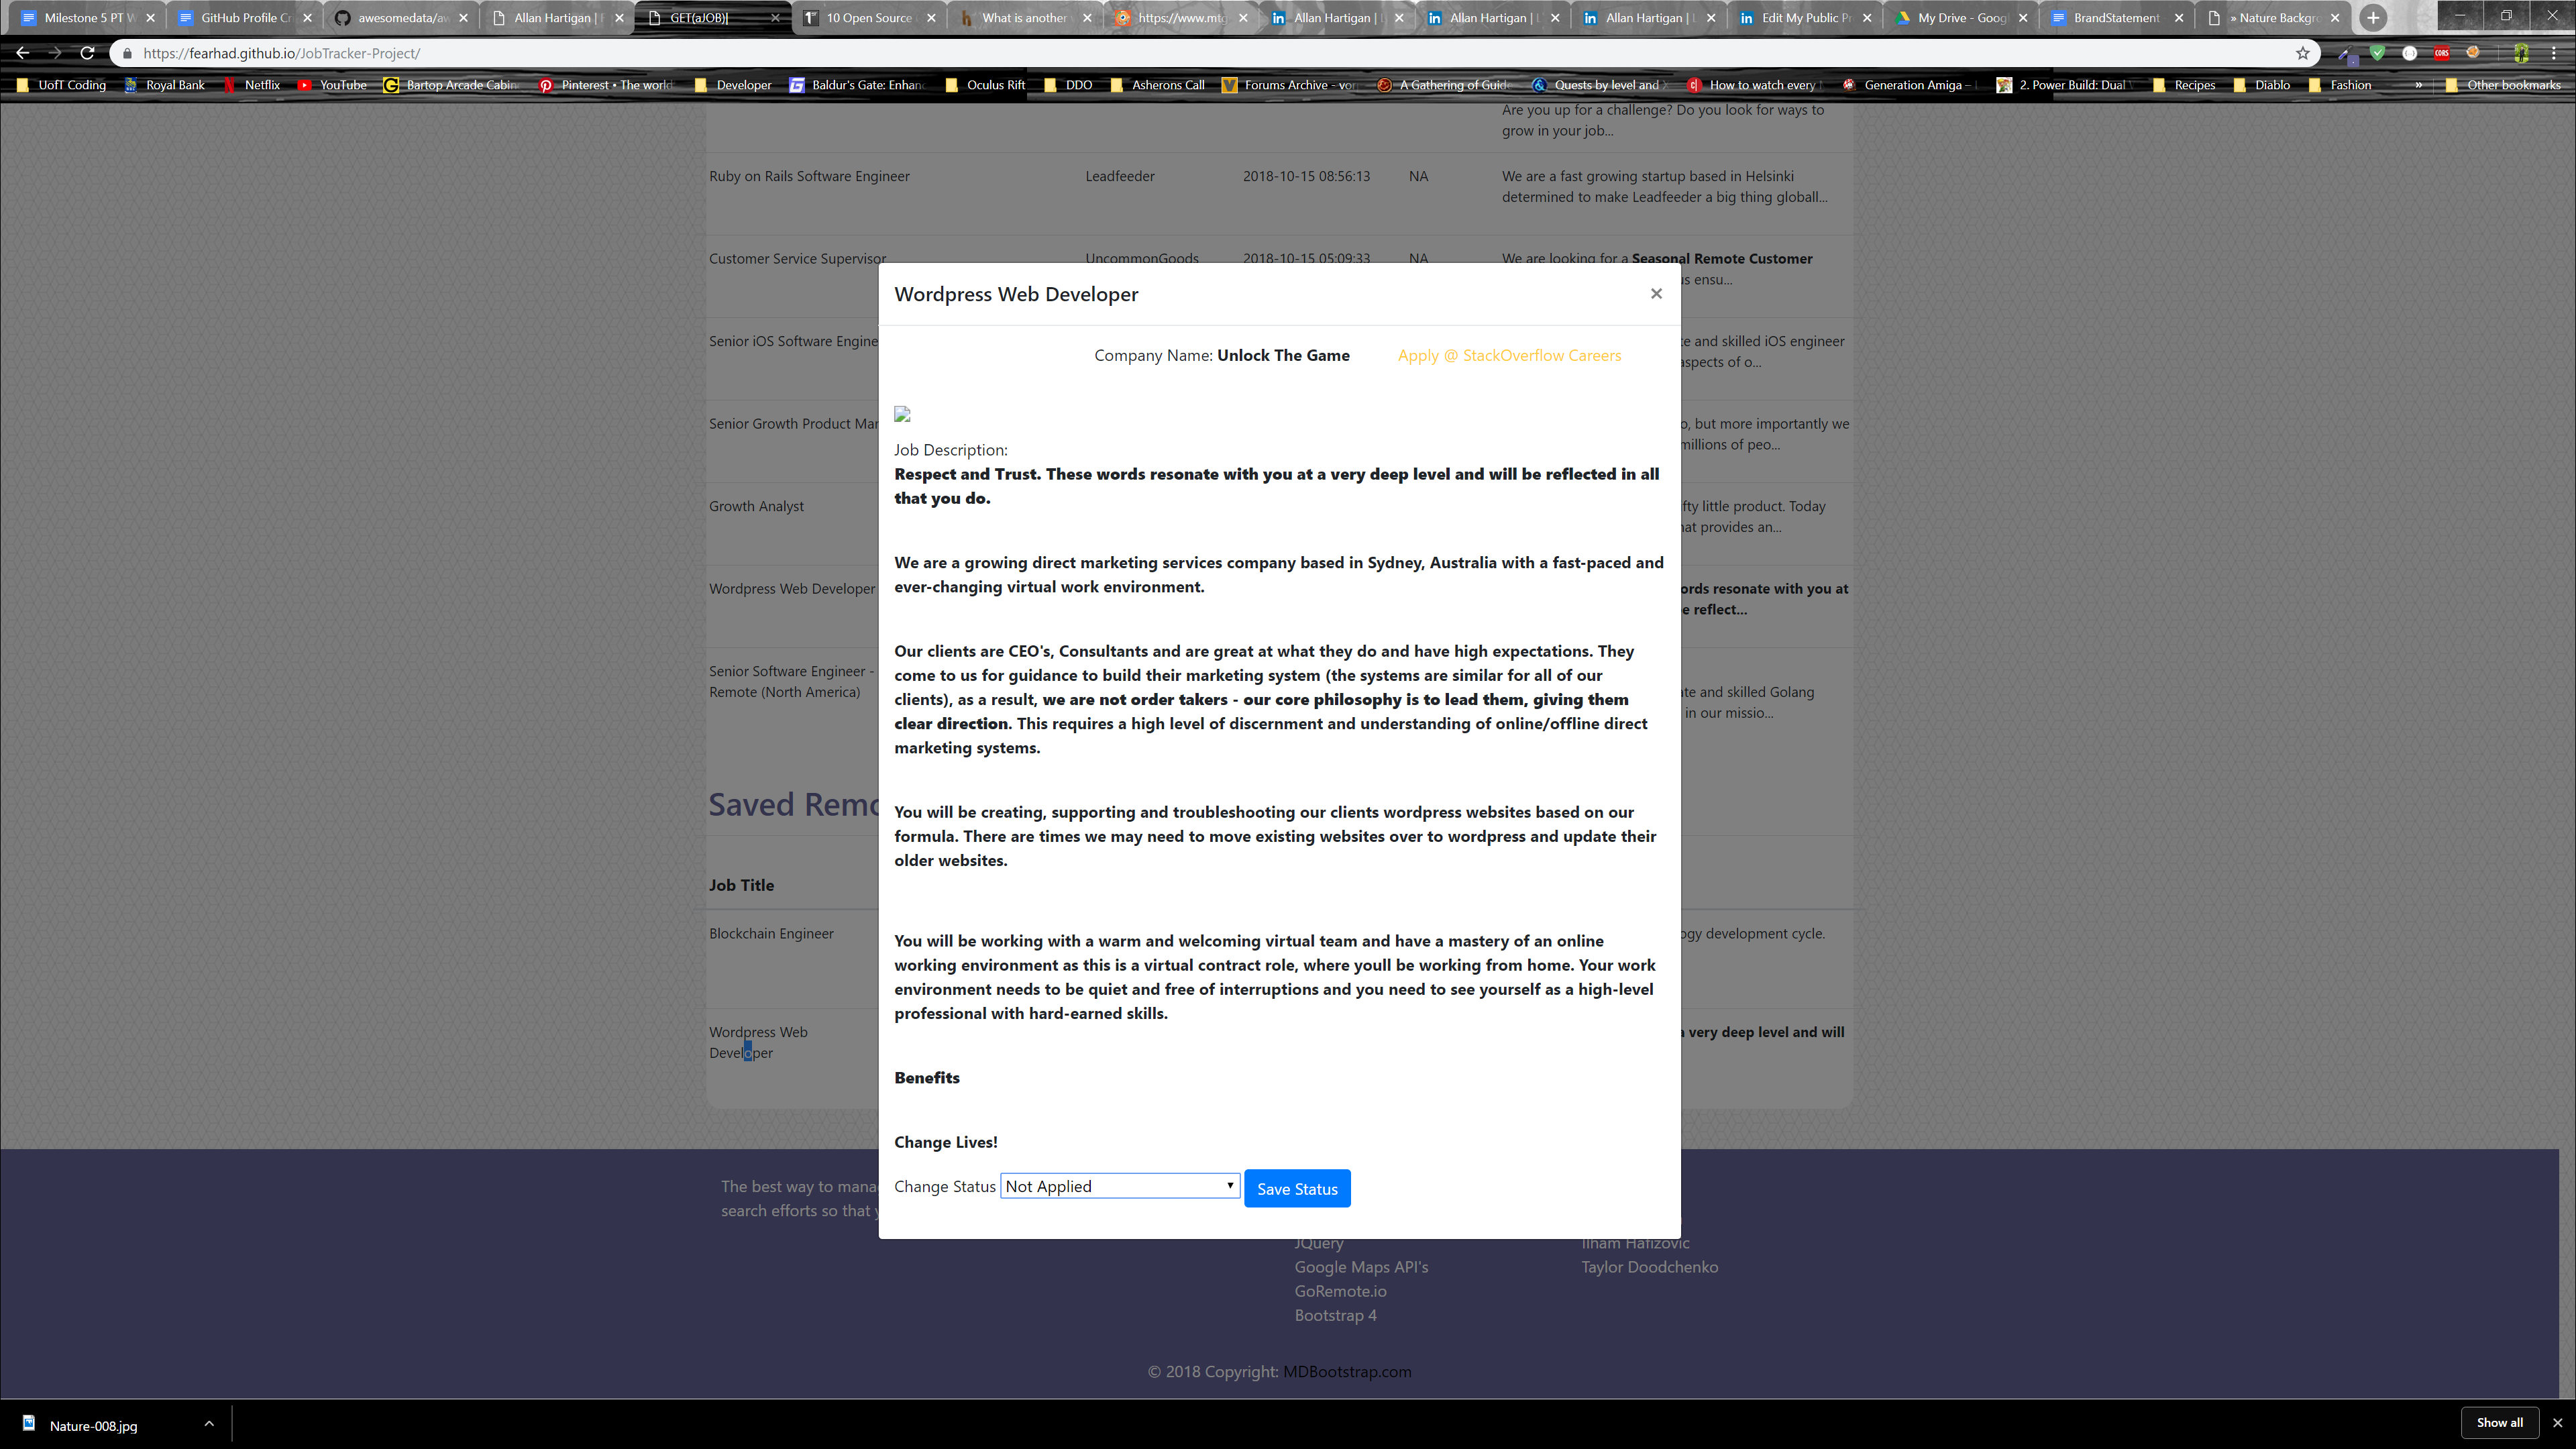 Milestone 5 PT W
GitHub Profile Cr
awesomedata/aw
Allan Hartigan | F
GET(aJOB)|
10 Open Source
What is another
https://www.mtg
Allan Hartigan |
Allan Hartigan |
Allan Hartigan |
Edit My Public Pr
My Drive - Goog
BrandStatement
» Nature Backgr
https://fearhad.github.io/JobTracker-Project/
UofT Coding
Royal Bank
Netflix
YouTube
Bartop Arcade Cabin
Pinterest • The world
Developer
Baldur's Gate: Enhan
Oculus Rift
DDO
Asherons Call
Forums Archive - vor
A Gathering of Guid
Quests by level and
How to watch every
Generation Amiga –
2. Power Build: Dual
Recipes
Diablo
Fashion
»
Other bookmarks
Are you up for a challenge? Do you look for ways to
grow in your job...
Ruby on Rails Software Engineer Leadfeeder 2018-10-15 08:56:13 NA We are a fast growing startup based in Helsinki
determined to make Leadfeeder a big thing globall...
Customer Service Supervisor UncommonGoods 2018-10-15 05:09:33 NA We are looking for a Seasonal Remote Customer
s ensu...
Senior iOS Software Engine
te and skilled iOS engineer
aspects of o...
Senior Growth Product Mar
o, but more importantly we
millions of peo...
Growth Analyst
ifty little product. Today
hat provides an...
Wordpress Web Developer
ords resonate with you at
e reflect...
Senior Software Engineer -
Remote (North America)
te and skilled Golang
in our missio...
Saved Remo
Job Title
Blockchain Engineer
ogy development cycle.
Wordpress Web
Developer
a very deep level and will
Wordpress Web Developer
×
Company Name: Unlock The Game Apply @ StackOverflow Careers
Job Description:
Respect and Trust. These words resonate with you at a very deep level and will be reflected in all
that you do.
We are a growing direct marketing services company based in Sydney, Australia with a fast-paced and
ever-changing virtual work environment.
Our clients are CEO's, Consultants and are great at what they do and have high expectations. They
come to us for guidance to build their marketing system (the systems are similar for all of our
clients), as a result, we are not order takers - our core philosophy is to lead them, giving them
clear direction. This requires a high level of discernment and understanding of online/offline direct
marketing systems.
You will be creating, supporting and troubleshooting our clients wordpress websites based on our
formula. There are times we may need to move existing websites over to wordpress and update their
older websites.
You will be working with a warm and welcoming virtual team and have a mastery of an online
working environment as this is a virtual contract role, where youll be working from home. Your work
environment needs to be quiet and free of interruptions and you need to see yourself as a high-level
professional with hard-earned skills.
Benefits
Change Lives!
Change Status Not Applied Save Status
The best way to mana
search efforts so that y
JQuery
Google Maps API's
GoRemote.io
Bootstrap 4
Ilham Hafizovic
Taylor Doodchenko
© 2018 Copyright: MDBootstrap.com
Nature-008.jpg
Show all